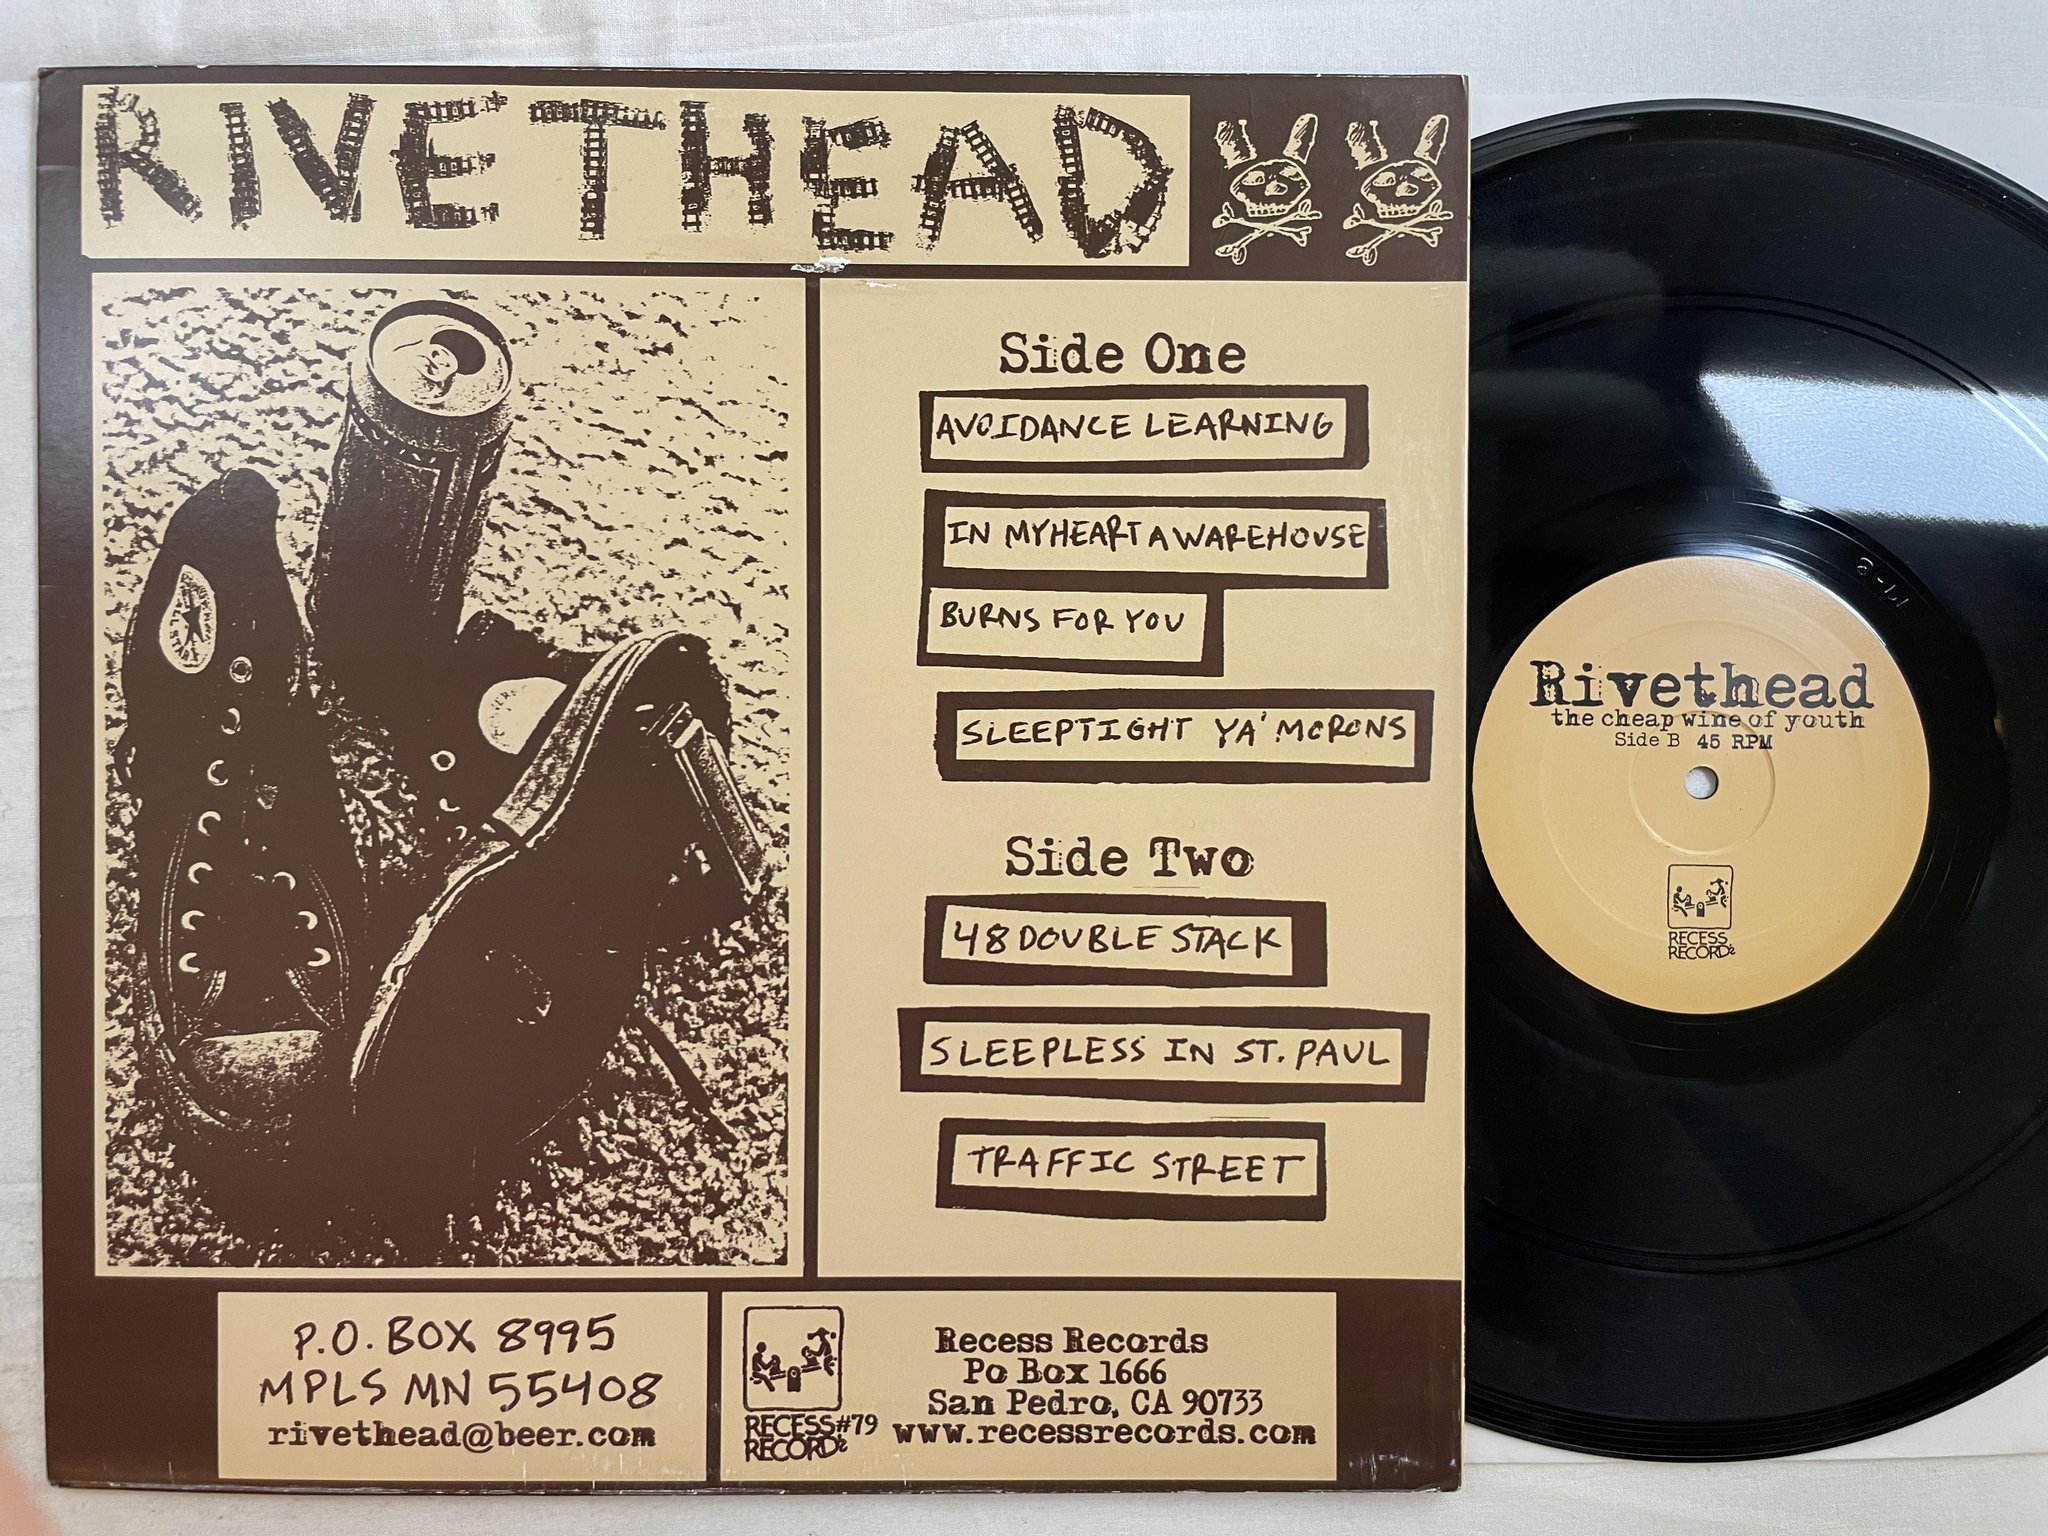 RIVETHEAD
Side One
AVOIDANCE LEARNING
IN MY HEART A WAREHOUSE
BURNS FOR YOU
SLEEPTIGHT YA' MORONS
Side Two
48 DOUBLE STACK
SLEEPLESS IN ST. PAUL
TRAFFIC STREET
P.O. BOX 8995
MPLS MN 55408
rivethead@beer.com
RECESS #79
RECORDS
Recess Records
Po Box 1666
San Pedro, CA 90733
www.recessrecords.com
Rivethead
the cheap wine of youth
Side B 45 RPM
RECESS
RECORDS